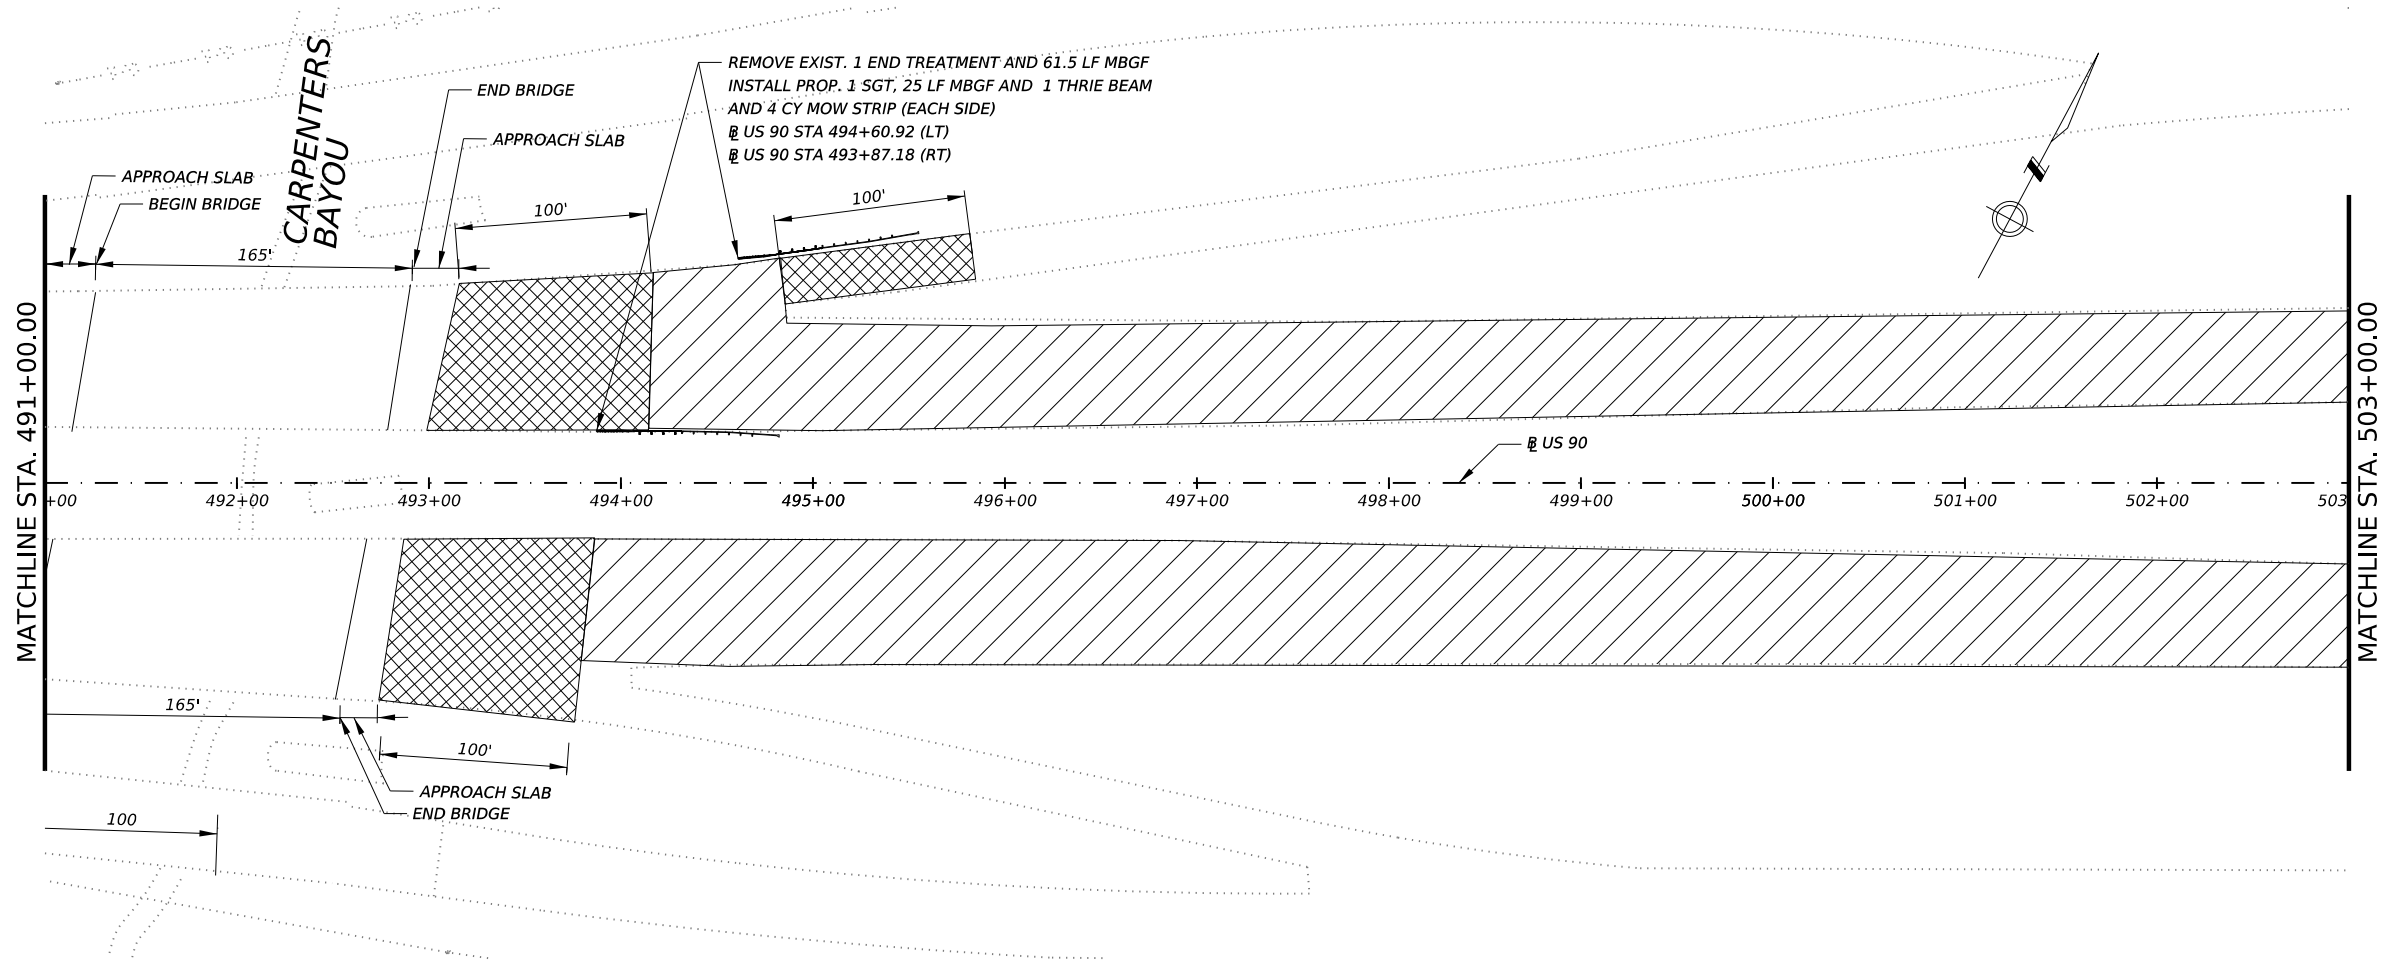 CARPENTERS
BAYOU
REMOVE EXIST. 1 END TREATMENT AND 61.5 LF MBGF
INSTALL PROP. 1 SGT, 25 LF MBGF AND 1 THRIE BEAM
AND 4 CY MOW STRIP (EACH SIDE)
℄ US 90 STA 494+60.92 (LT)
℄ US 90 STA 493+87.18 (RT)
END BRIDGE
APPROACH SLAB
APPROACH SLAB
BEGIN BRIDGE
165'
100'
100'
N
MATCHLINE STA. 491+00.00
MATCHLINE STA. 503+00.00
BL US 90
+00
492+00
493+00
494+00
495+00
496+00
497+00
498+00
499+00
500+00
501+00
502+00
503
165'
100'
APPROACH SLAB
END BRIDGE
100